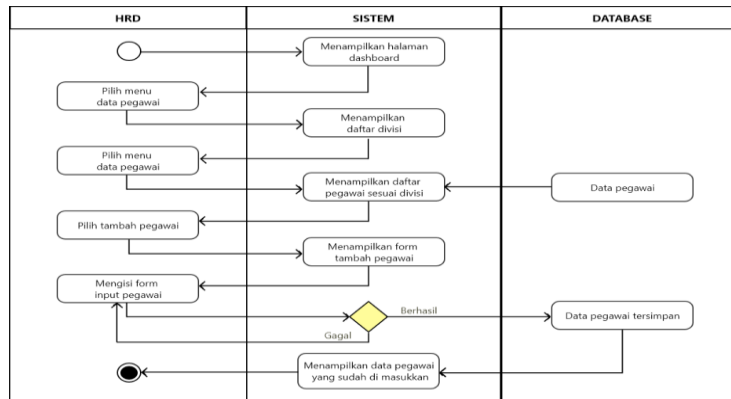 HRD
SISTEM
DATABASE
Menampilkan halaman
dashboard
Pilih menu
data pegawai
Menampilkan
daftar divisi
Pilih menu
data pegawai
Menampilkan daftar
pegawai sesuai divisi
Data pegawai
Pilih tambah pegawai
Menampilkan form
tambah pegawai
Mengisi form
input pegawai
Berhasil
Data pegawai tersimpan
Gagal
Menampilkan data pegawai
yang sudah di masukkan